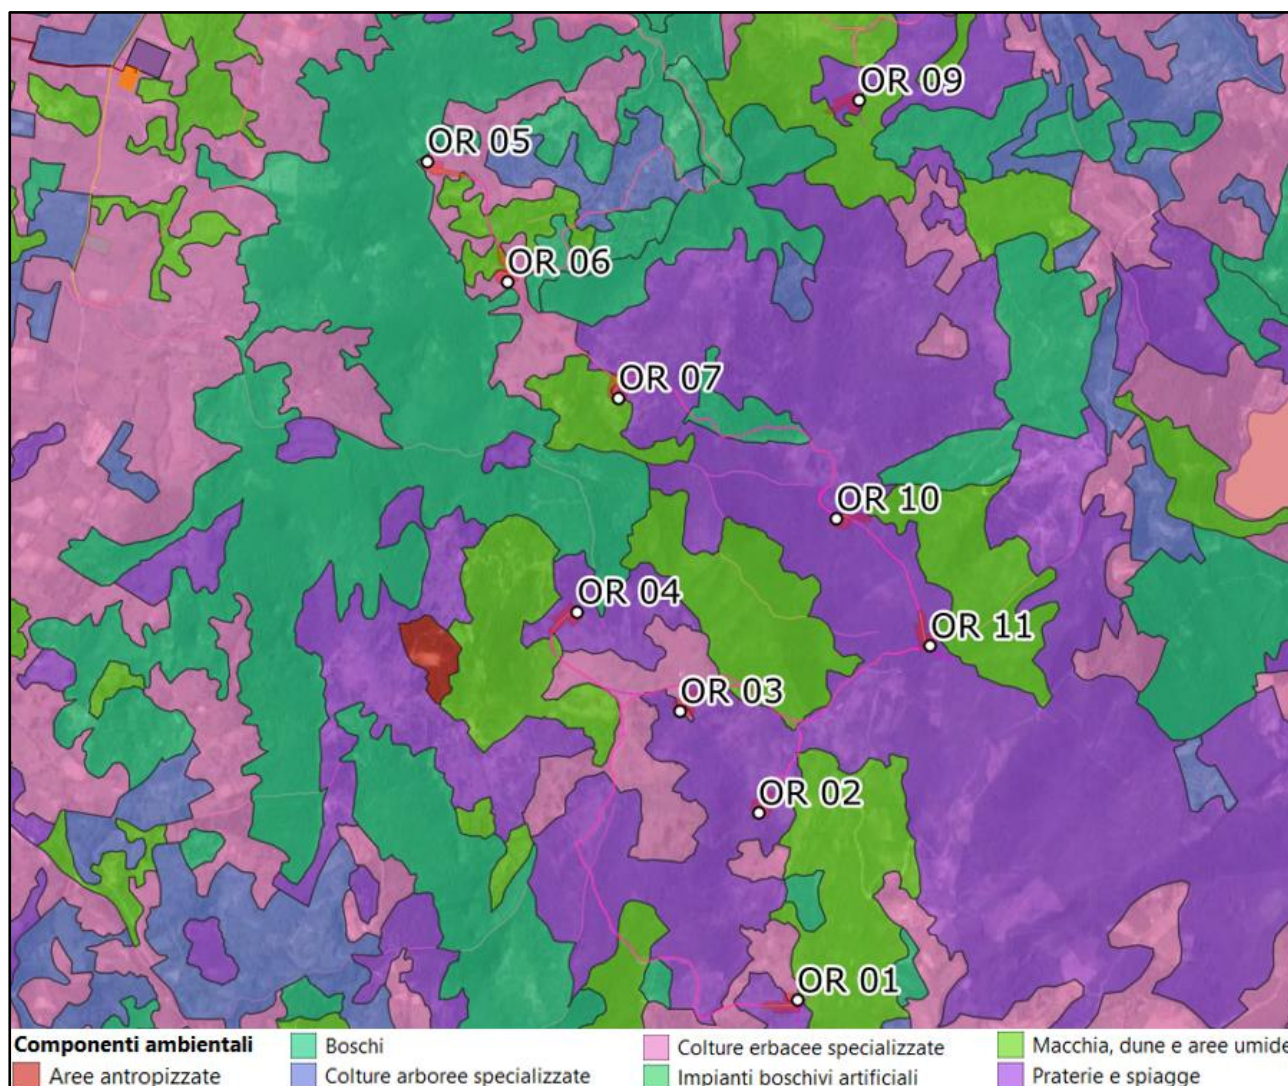 OR 09
OR 05
OR 06
OR 07
OR 10
OR 04
OR 11
OR 03
OR 02
OR 01
Componenti ambientali
Boschi
Colture erbacee specializzate
Macchia, dune e aree umide
Aree antropizzate
Colture arboree specializzate
Impianti boschivi artificiali
Praterie e spiagge